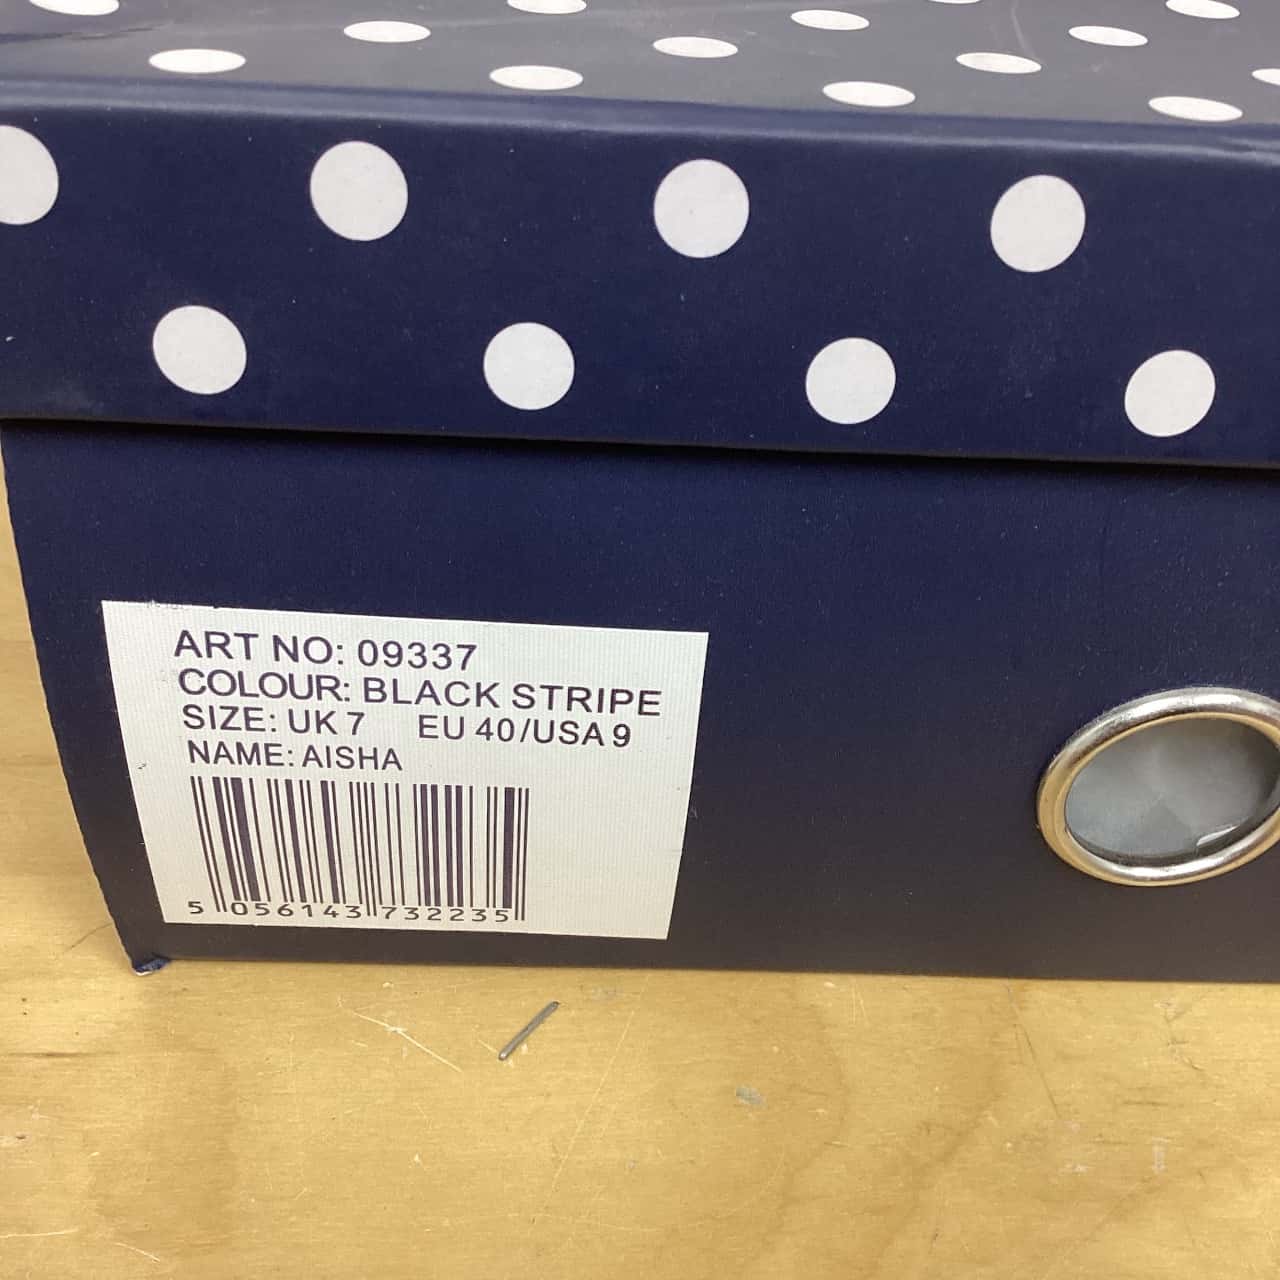 ART NO: 09337
COLOUR: BLACK STRIPE
SIZE: UK 7 EU 40/USA 9
NAME: AISHA
5 056143 732235